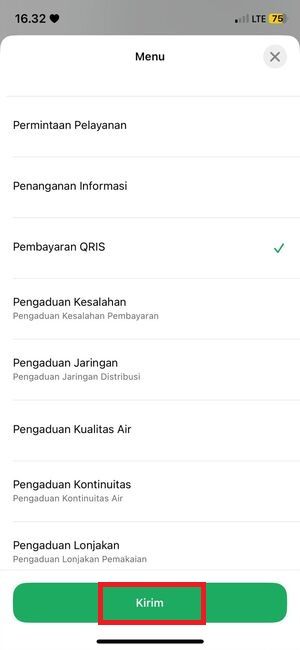 16.32
LTE 75
Menu
Permintaan Pelayanan
Penanganan Informasi
Pembayaran QRIS
Pengaduan Kesalahan
Pengaduan Kesalahan Pembayaran
Pengaduan Jaringan
Pengaduan Jaringan Distribusi
Pengaduan Kualitas Air
Pengaduan Kontinuitas
Pengaduan Kontinuitas Air
Pengaduan Lonjakan
Pengaduan Lonjakan Pemakaian
Kirim